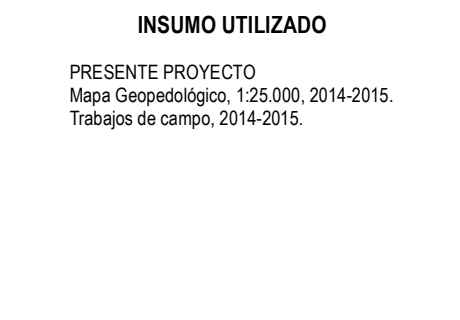 INSUMO UTILIZADO
PRESENTE PROYECTO
Mapa Geopedológico, 1:25.000, 2014-2015.
Trabajos de campo, 2014-2015.